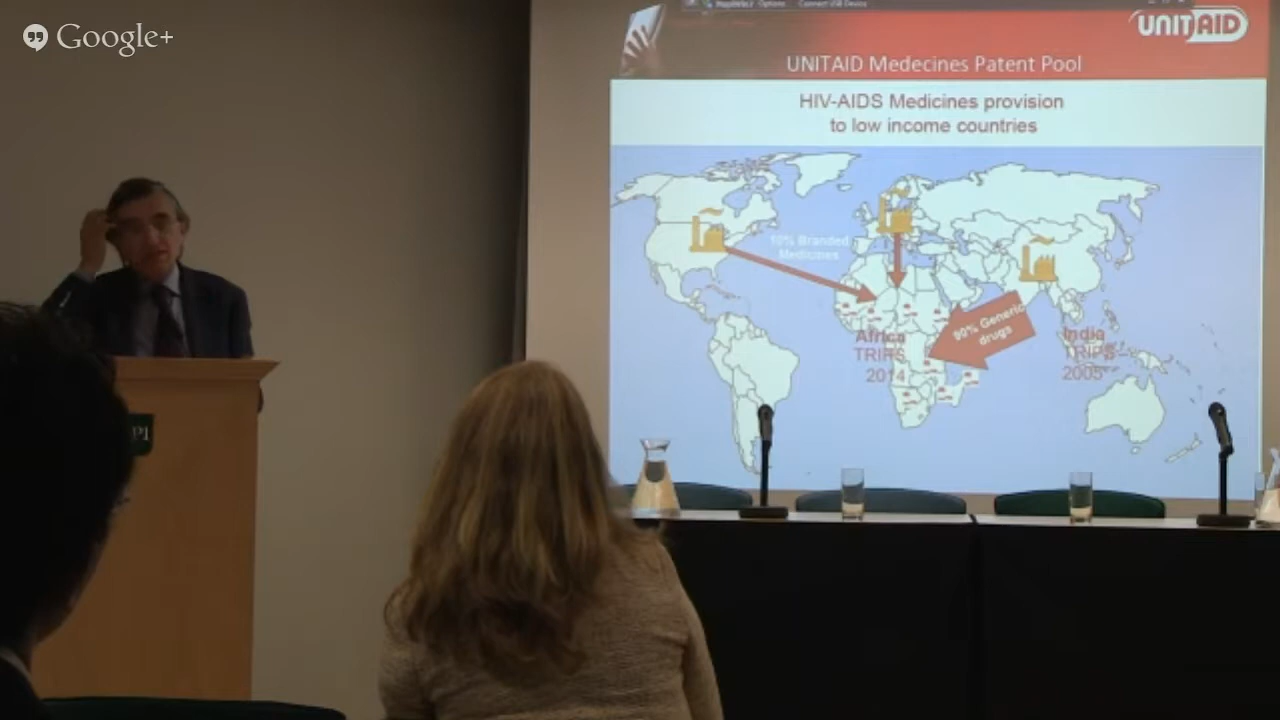 Google+
Options
UNITAID
UNITAID Medecines Patent Pool
HIV-AIDS Medicines provision
to low income countries
10% Branded
Medicines
90% Generic
drugs
Africa
TRIPS
2014
India
TRIPS
2005